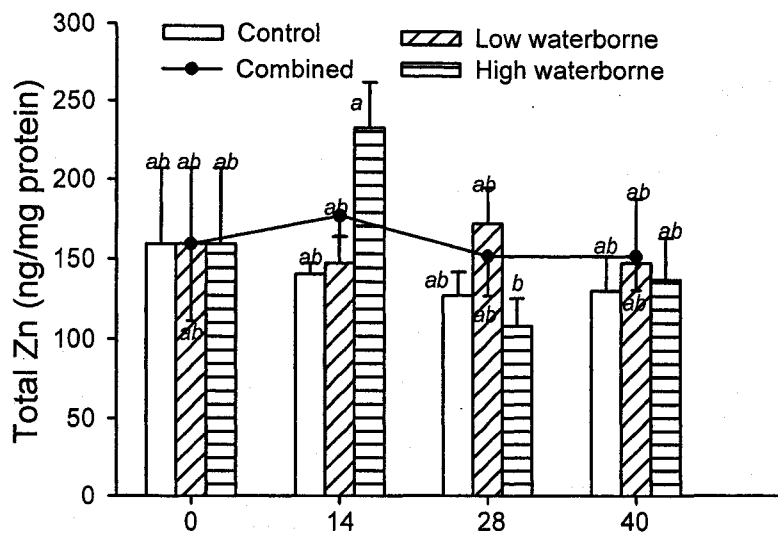 300
250
200
150
100
50
0
Total Zn (ng/mg protein)
Control
Low waterborne
Combined
High waterborne
ab ab ab
ab
ab
ab
a
ab
ab
ab
b
ab
ab
ab
ab
0 14 28 40